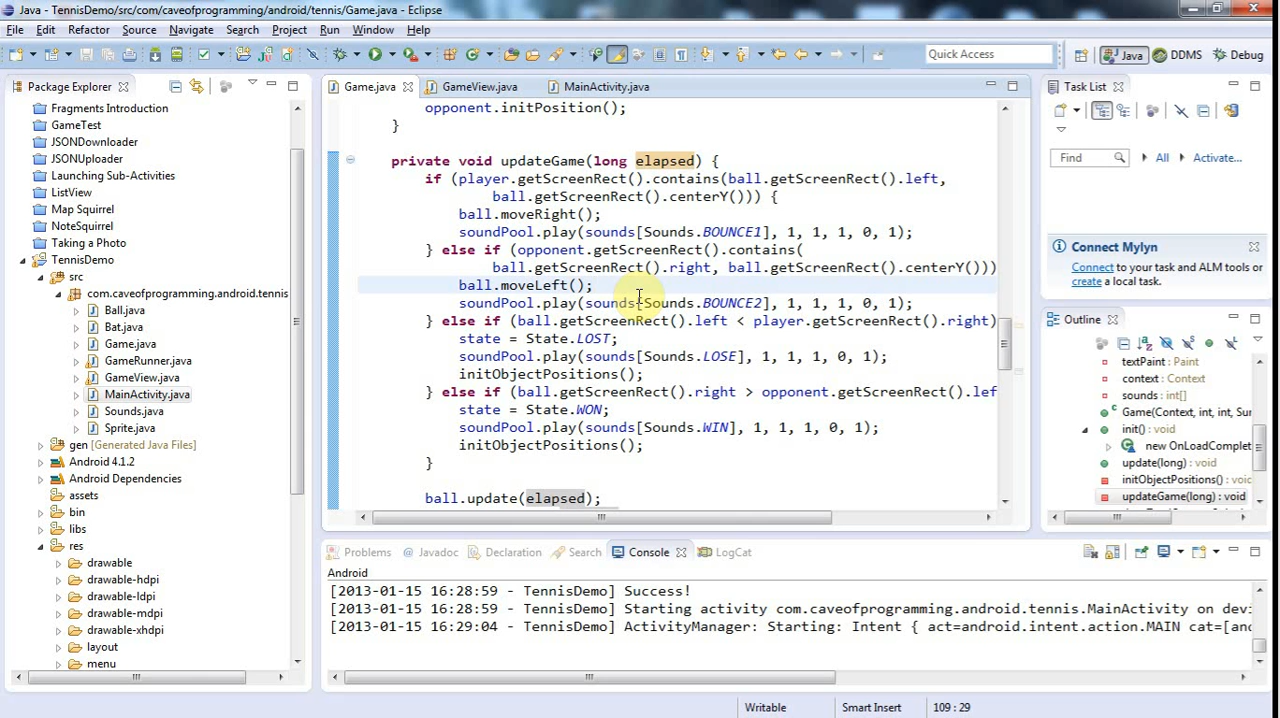 Java - TennisDemo/src/com/caveofprogramming/android/tennis/Game.java - Eclipse
File Edit Refactor Source Navigate Search Project Run Window Help
Quick Access
Java
DDMS
Debug
Package Explorer
Fragments Introduction
GameTest
JSONDownloader
JSONUploader
Launching Sub-Activities
ListView
Map Squirrel
NoteSquirrel
Taking a Photo
TennisDemo
src
com.caveofprogramming.android.tennis
Ball.java
Bat.java
Game.java
GameRunner.java
GameView.java
MainActivity.java
Sounds.java
Sprite.java
gen [Generated Java Files]
Android 4.1.2
Android Dependencies
assets
bin
libs
res
drawable
drawable-hdpi
drawable-ldpi
drawable-mdpi
drawable-xhdpi
layout
menu
Game.java
GameView.java
MainActivity.java
opponent.initPosition();
}
private void updateGame(long elapsed) {
if (player.getScreenRect().contains(ball.getScreenRect().left,
ball.getScreenRect().centerY())) {
ball.moveRight();
soundPool.play(sounds[Sounds.BOUNCE1], 1, 1, 1, 0, 1);
} else if (opponent.getScreenRect().contains(
ball.getScreenRect().right, ball.getScreenRect().centerY()))
ball.moveLeft();
soundPool.play(sounds[Sounds.BOUNCE2], 1, 1, 1, 0, 1);
} else if (ball.getScreenRect().left < player.getScreenRect().right)
state = State.LOST;
soundPool.play(sounds[Sounds.LOSE], 1, 1, 1, 0, 1);
initObjectPositions();
} else if (ball.getScreenRect().right > opponent.getScreenRect().lef
state = State.WON;
soundPool.play(sounds[Sounds.WIN], 1, 1, 1, 0, 1);
initObjectPositions();
}
ball.update(elapsed);
Task List
Find
All
Activate...
Connect Mylyn
Connect to your task and ALM tools or
create a local task.
Outline
textPaint : Paint
context : Context
sounds : int[]
Game(Context, int, int, Sur
init() : void
new OnLoadComplet
update(long) : void
initObjectPositions() : void
updateGame(long) : void
Problems
Javadoc
Declaration
Search
Console
LogCat
Android
[2013-01-15 16:28:59 - TennisDemo] Success!
[2013-01-15 16:28:59 - TennisDemo] Starting activity com.caveofprogramming.android.tennis.MainActivity on devi
[2013-01-15 16:29:04 - TennisDemo] ActivityManager: Starting: Intent { act=android.intent.action.MAIN cat=[and
Writable
Smart Insert
109 : 29